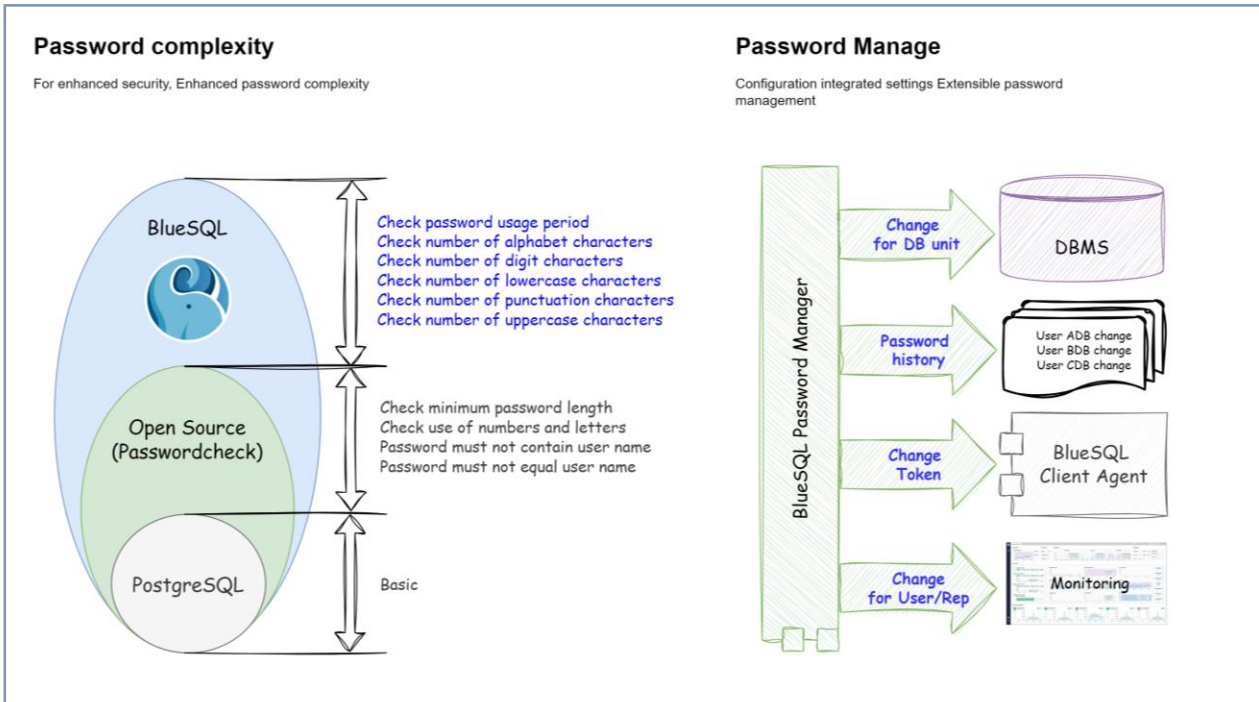 Password complexity
For enhanced security, Enhanced password complexity
BlueSQL
Check password usage period
Check number of alphabet characters
Check number of digit characters
Check number of lowercase characters
Check number of punctuation characters
Check number of uppercase characters
Open Source
(Passwordcheck)
Check minimum password length
Check use of numbers and letters
Password must not contain user name
Password must not equal user name
PostgreSQL
Basic
Password Manage
Configuration integrated settings Extensible password
management
BlueSQL Password Manager
Change
for DB unit
DBMS
Password
history
User ADB change
User BDB change
User CDB change
Change
Token
BlueSQL
Client Agent
Change
for User/Rep
Monitoring